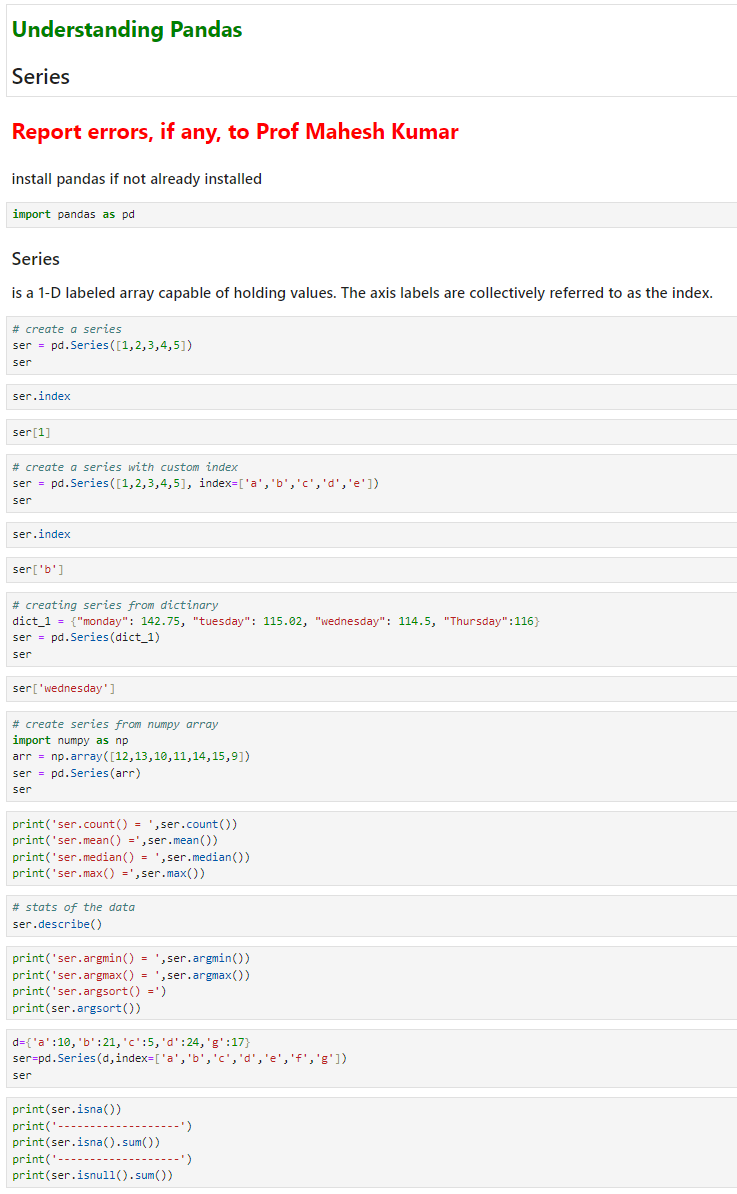 Understanding Pandas
Series
Report errors, if any, to Prof Mahesh Kumar
install pandas if not already installed
import pandas as pd
Series
is a 1-D labeled array capable of holding values. The axis labels are collectively referred to as the index.
# create a series
ser = pd.Series([1,2,3,4,5])
ser
ser.index
ser[1]
# create a series with custom index
ser = pd.Series([1,2,3,4,5], index=['a','b','c','d','e'])
ser
ser.index
ser['b']
# creating series from dictinary
dict_1 = {"monday": 142.75, "tuesday": 115.02, "wednesday": 114.5, "Thursday":116}
ser = pd.Series(dict_1)
ser
ser['wednesday']
# create series from numpy array
import numpy as np
arr = np.array([12,13,10,11,14,15,9])
ser = pd.Series(arr)
ser
print('ser.count() = ',ser.count())
print('ser.mean() =',ser.mean())
print('ser.median() = ',ser.median())
print('ser.max() =',ser.max())
# stats of the data
ser.describe()
print('ser.argmin() = ',ser.argmin())
print('ser.argmax() = ',ser.argmax())
print('ser.argsort() =')
print(ser.argsort())
d={'a':10,'b':21,'c':5,'d':24,'g':17}
ser=pd.Series(d,index=['a','b','c','d','e','f','g'])
ser
print(ser.isna())
print('-------------------')
print(ser.isna().sum())
print('-------------------')
print(ser.isnull().sum())